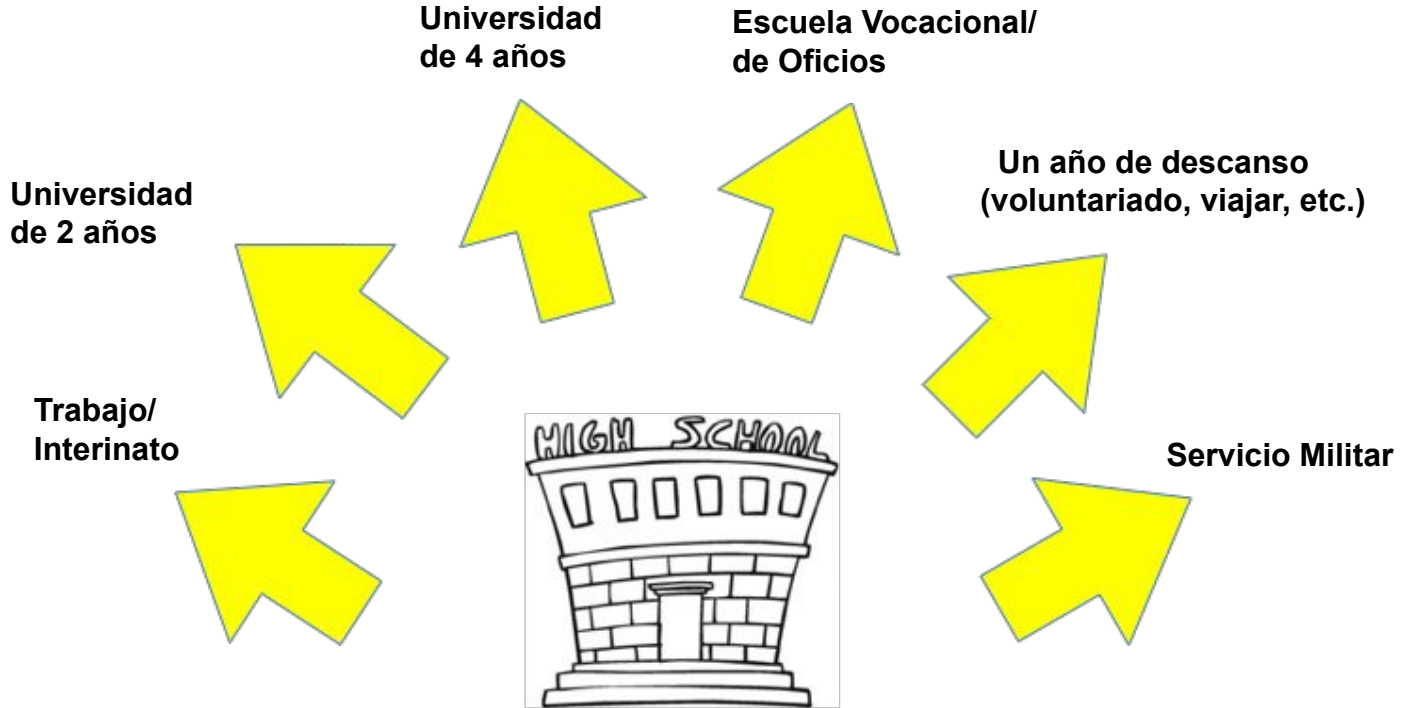 Universidad
de 4 años
Escuela Vocacional/
de Oficios
Un año de descanso
(voluntariado, viajar, etc.)
Universidad
de 2 años
Trabajo/
Interinato
Servicio Militar
HIGH SCHOOL